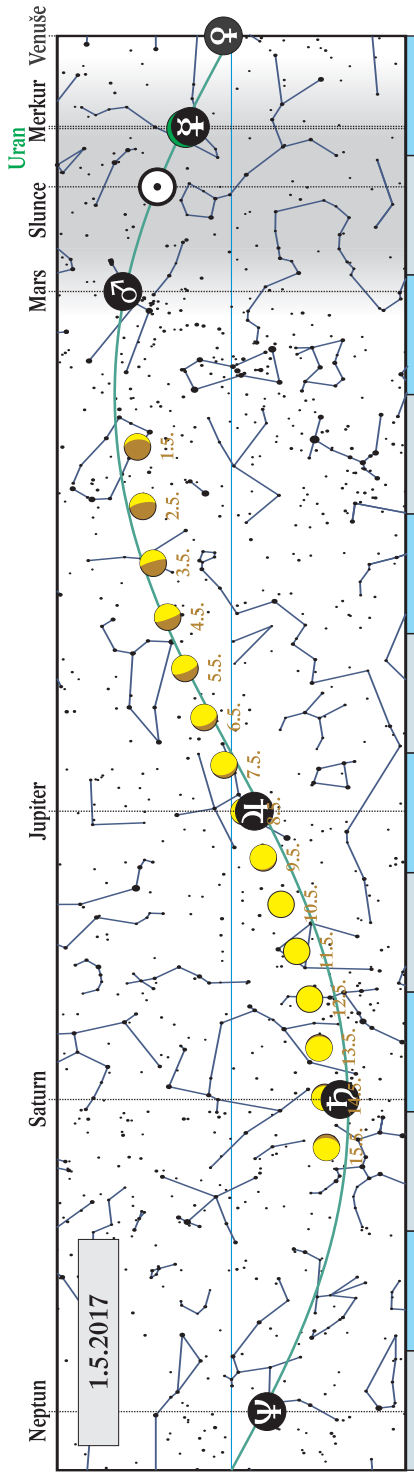 Neptun
Saturn
Jupiter
Mars
Slunce
Uran
Merkur
Venuše
1.5.2017
1.5.
2.5.
3.5.
4.5.
5.5.
6.5.
7.5.
8.5.
9.5.
10.5.
11.5.
12.5.
13.5.
14.5.
15.5.